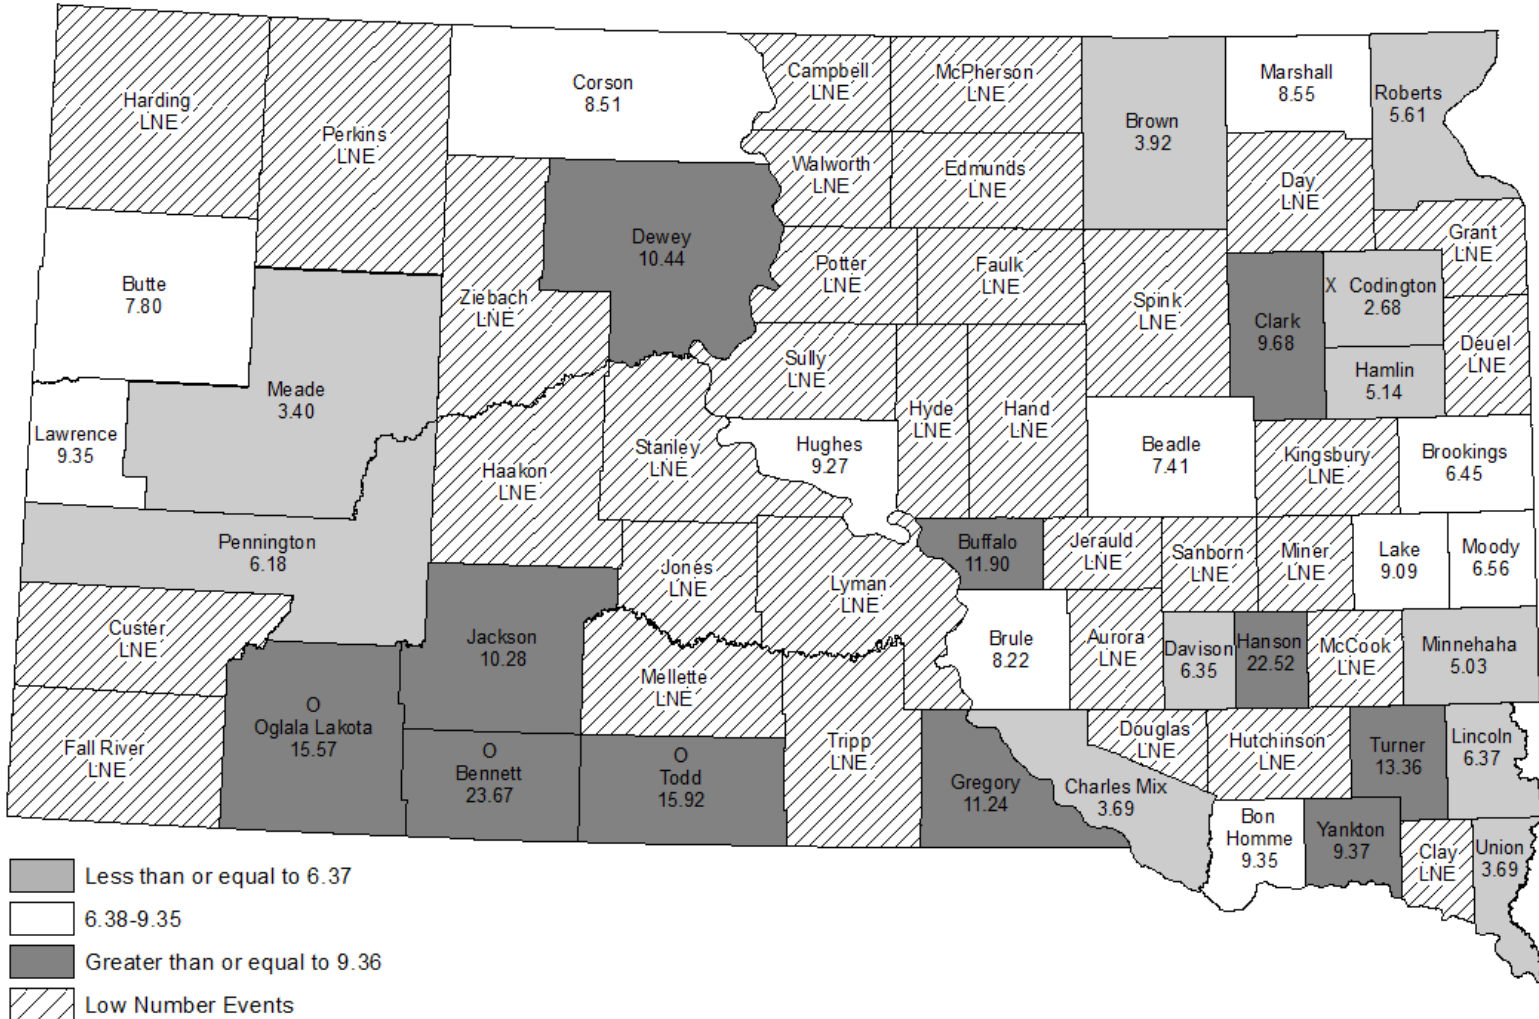 Harding
LNE
Perkins
LNE
Corson
8.51
Campbell
LNE
McPherson
LNE
Brown
3.92
Marshall
8.55
Roberts
5.61
Walworth
LNE
Edmunds
LNE
Day
LNE
Grant
LNE
Butte
7.80
Meade
3.40
Ziebach
LNE
Dewey
10.44
Potter
LNE
Faulk
LNE
Spink
LNE
Clark
9.68
X Codington
2.68
Deuel
LNE
Hamlin
5.14
Lawrence
9.35
Haakon
LNE
Stanley
LNE
Sully
LNE
Hughes
9.27
Hyde
LNE
Hand
LNE
Beadle
7.41
Kingsbury
LNE
Brookings
6.45
Pennington
6.18
Jones
LNE
Lyman
LNE
Buffalo
11.90
Jerauld
LNE
Sanborn
LNE
Miner
LNE
Lake
9.09
Moody
6.56
Custer
LNE
Jackson
10.28
Mellette
LNE
Brule
8.22
Aurora
LNE
Davison
6.35
Hanson
22.52
McCook
LNE
Minnehaha
5.03
Fall River
LNE
O
Oglala Lakota
15.57
O
Bennett
23.67
O
Todd
15.92
Tripp
LNE
Gregory
11.24
Charles Mix
3.69
Douglas
LNE
Hutchinson
LNE
Turner
13.36
Lincoln
6.37
Bon
Homme
9.35
Yankton
9.37
Clay
LNE
Union
3.69
Less than or equal to 6.37
6.38-9.35
Greater than or equal to 9.36
Low Number Events